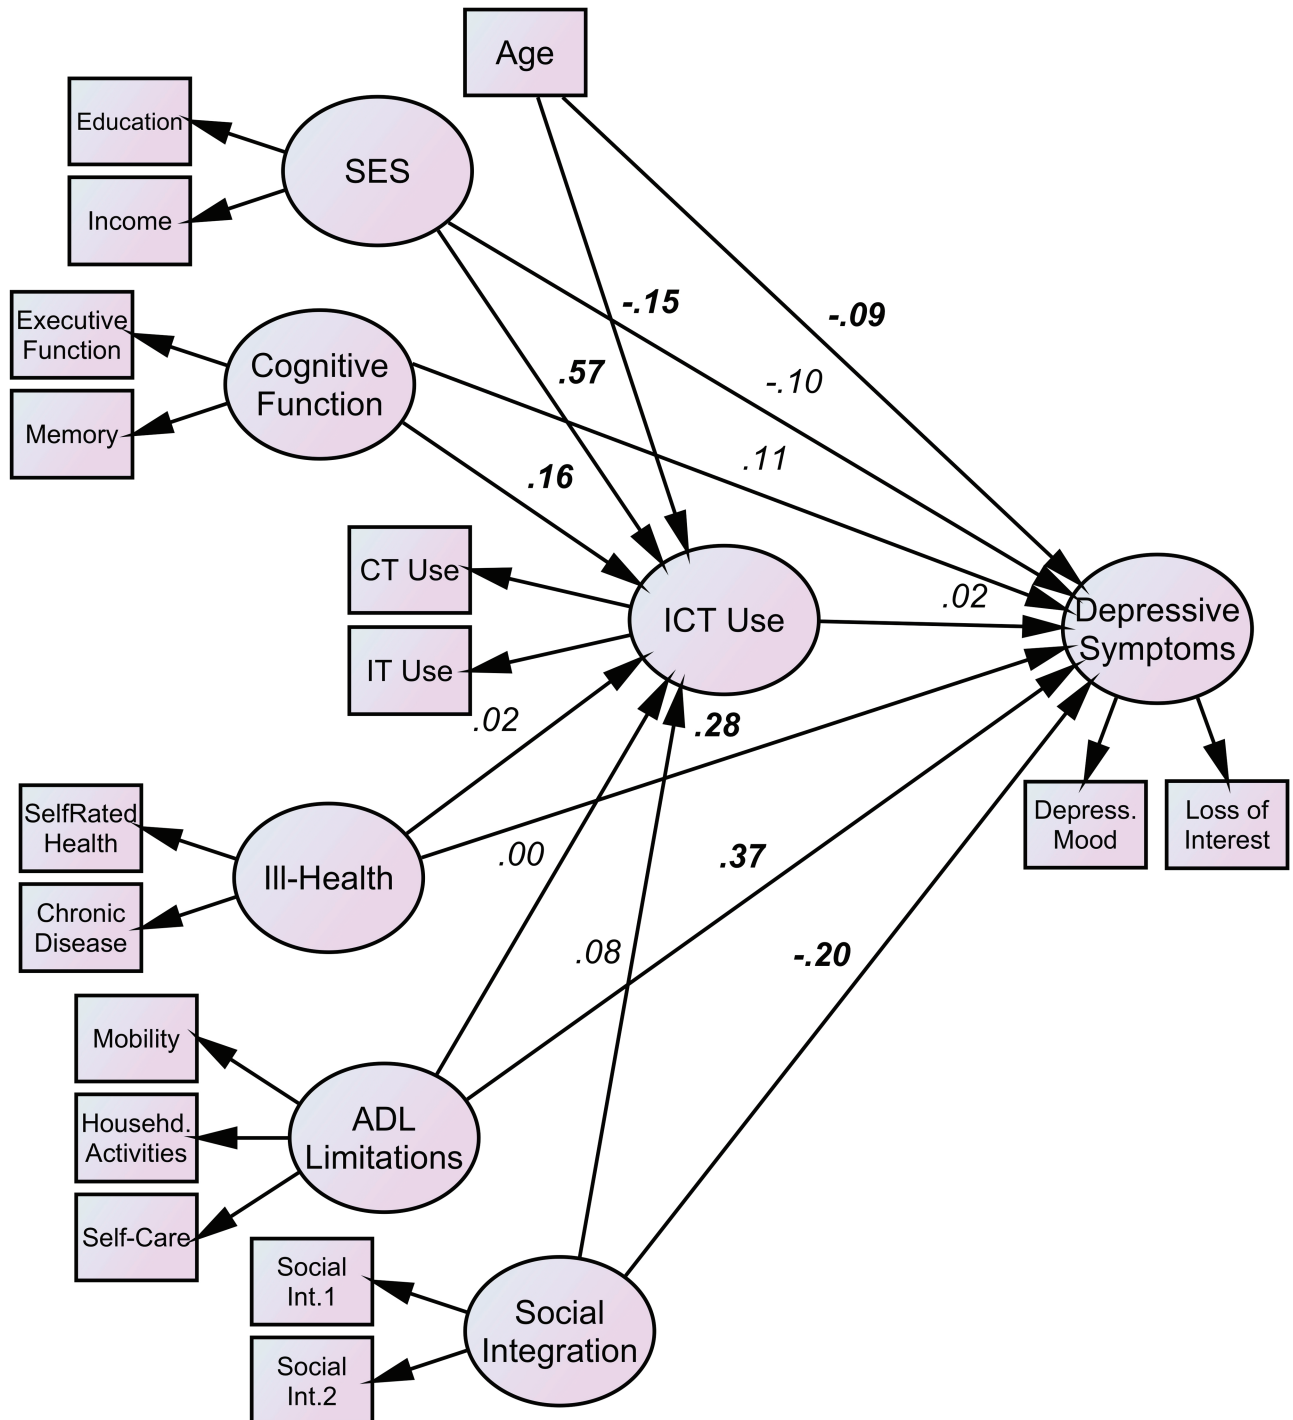 Age
Education
SES
Income
Executive
Function
Cognitive
Function
Memory
-.15
-.09
.57
-.10
.11
.16
CT Use
IT Use
ICT Use
.02
Depressive
Symptoms
.02
.28
Depress.
Mood
Loss of
Interest
SelfRated
Health
Chronic
Disease
Ill-Health
.00
.37
.08
-.20
Mobility
Househd.
Activities
Self-Care
ADL
Limitations
Social
Int.1
Social
Int.2
Social
Integration